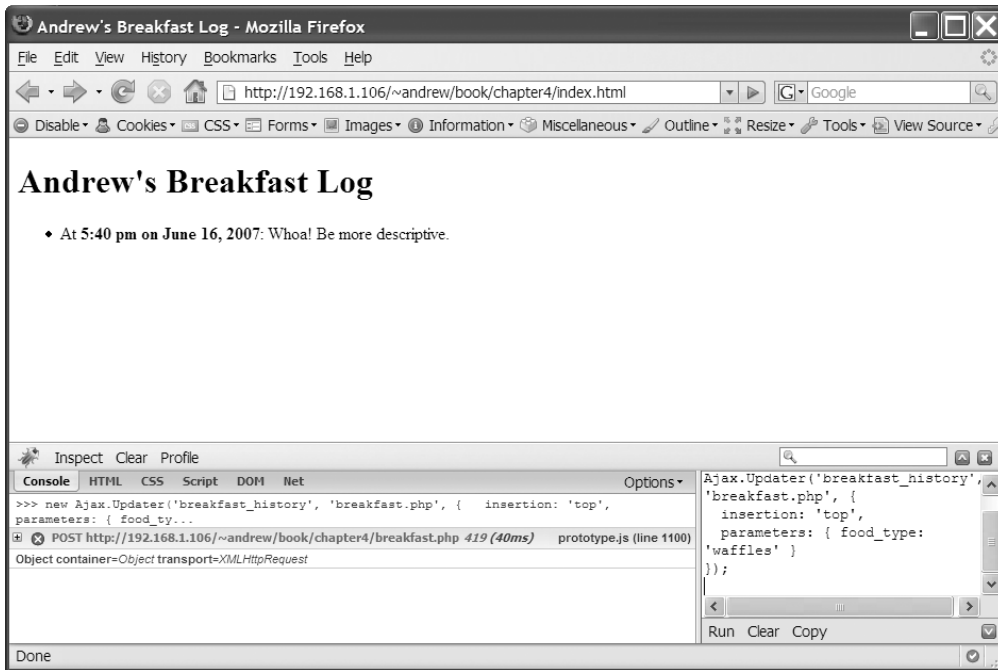 Andrew's Breakfast Log - Mozilla Firefox
File Edit View History Bookmarks Tools Help
http://192.168.1.106/~andrew/book/chapter4/index.html
G Google
Disable Cookies CSS Forms Images Information Miscellaneous Outline Resize Tools View Source
Andrew's Breakfast Log
• At 5:40 pm on June 16, 2007: Whoa! Be more descriptive.
Inspect Clear Profile
Console HTML CSS Script DOM Net Options
>>> new Ajax.Updater('breakfast_history', 'breakfast.php', { insertion: 'top',
parameters: { food_ty...
POST http://192.168.1.106/~andrew/book/chapter4/breakfast.php 419 (40ms) prototype.js (line 1100)
Object container=Object transport=XMLHttpRequest
Ajax.Updater('breakfast_history',
'breakfast.php', {
insertion: 'top',
parameters: { food_type:
'waffles' }
});
Run Clear Copy
Done